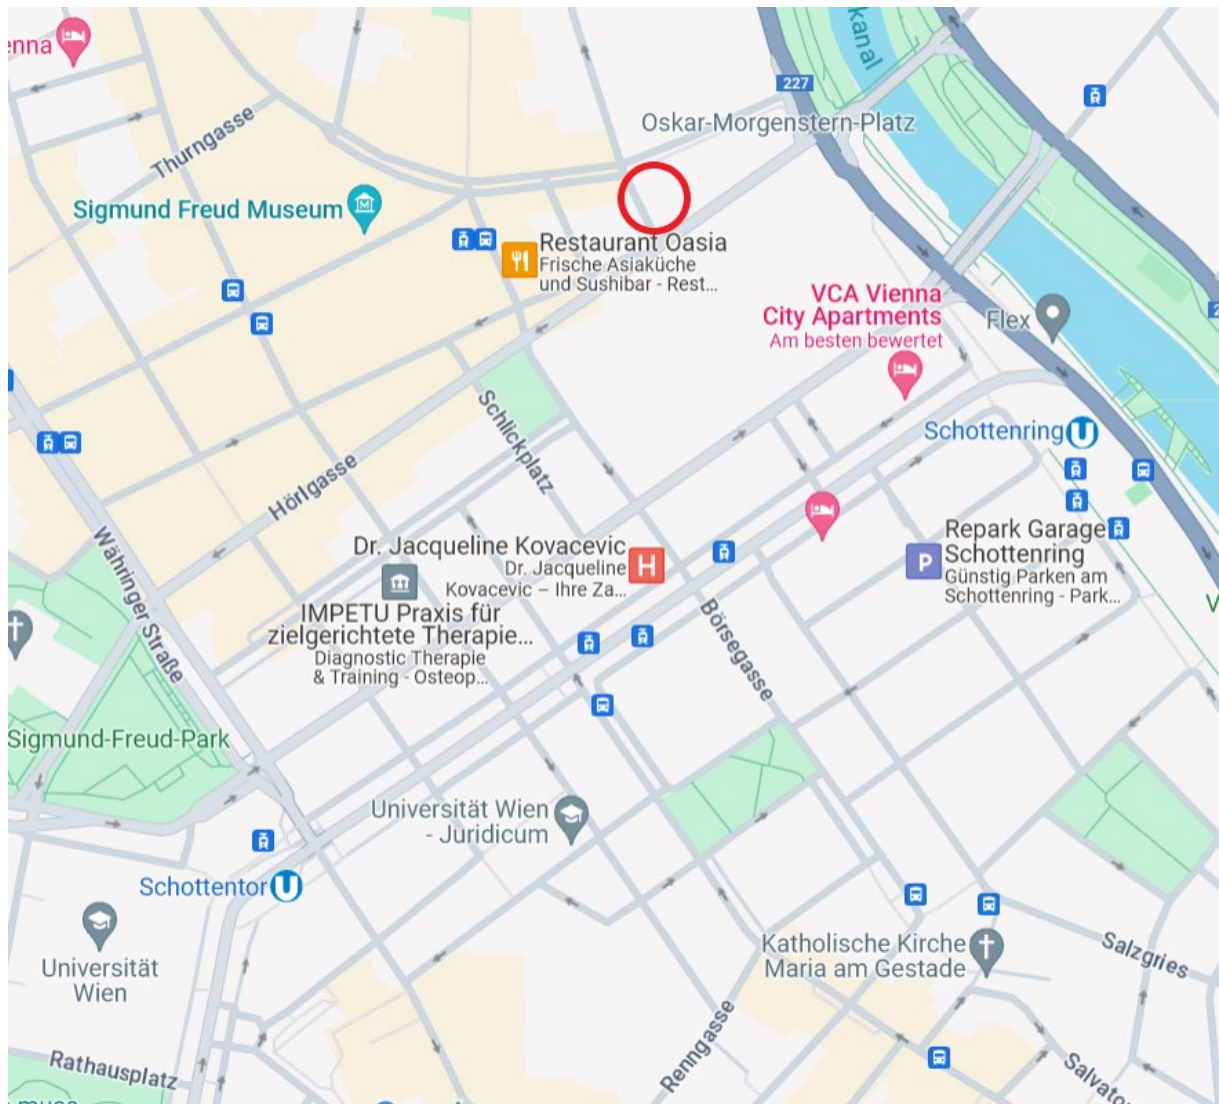 enna
kanal
227
Oskar-Morgenstern-Platz
Thurngasse
Sigmund Freud Museum
M
Restaurant Oasia
Frische Asiaküche
und Sushibar - Rest...
VCA Vienna
City Apartments
Am besten bewertet
Flex
2
Schlickplatz
Schottenring U
Hörlgasse
Währinger Straße
Dr. Jacqueline Kovacevic
Dr. Jacqueline
Kovacevic – Ihre Za...
H
IMPETU Praxis für
zielgerichtete Therapie...
Diagnostic Therapie
& Training - Osteop...
P
Repark Garage
Schottenring
Günstig Parken am
Schottenring - Park...
V
Börsegasse
Sigmund-Freud-Park
Universität Wien
- Juridicum
Schottentor U
Universität
Wien
Katholische Kirche
Maria am Gestade
Salzgries
Rathausplatz
Renngasse
Salvato